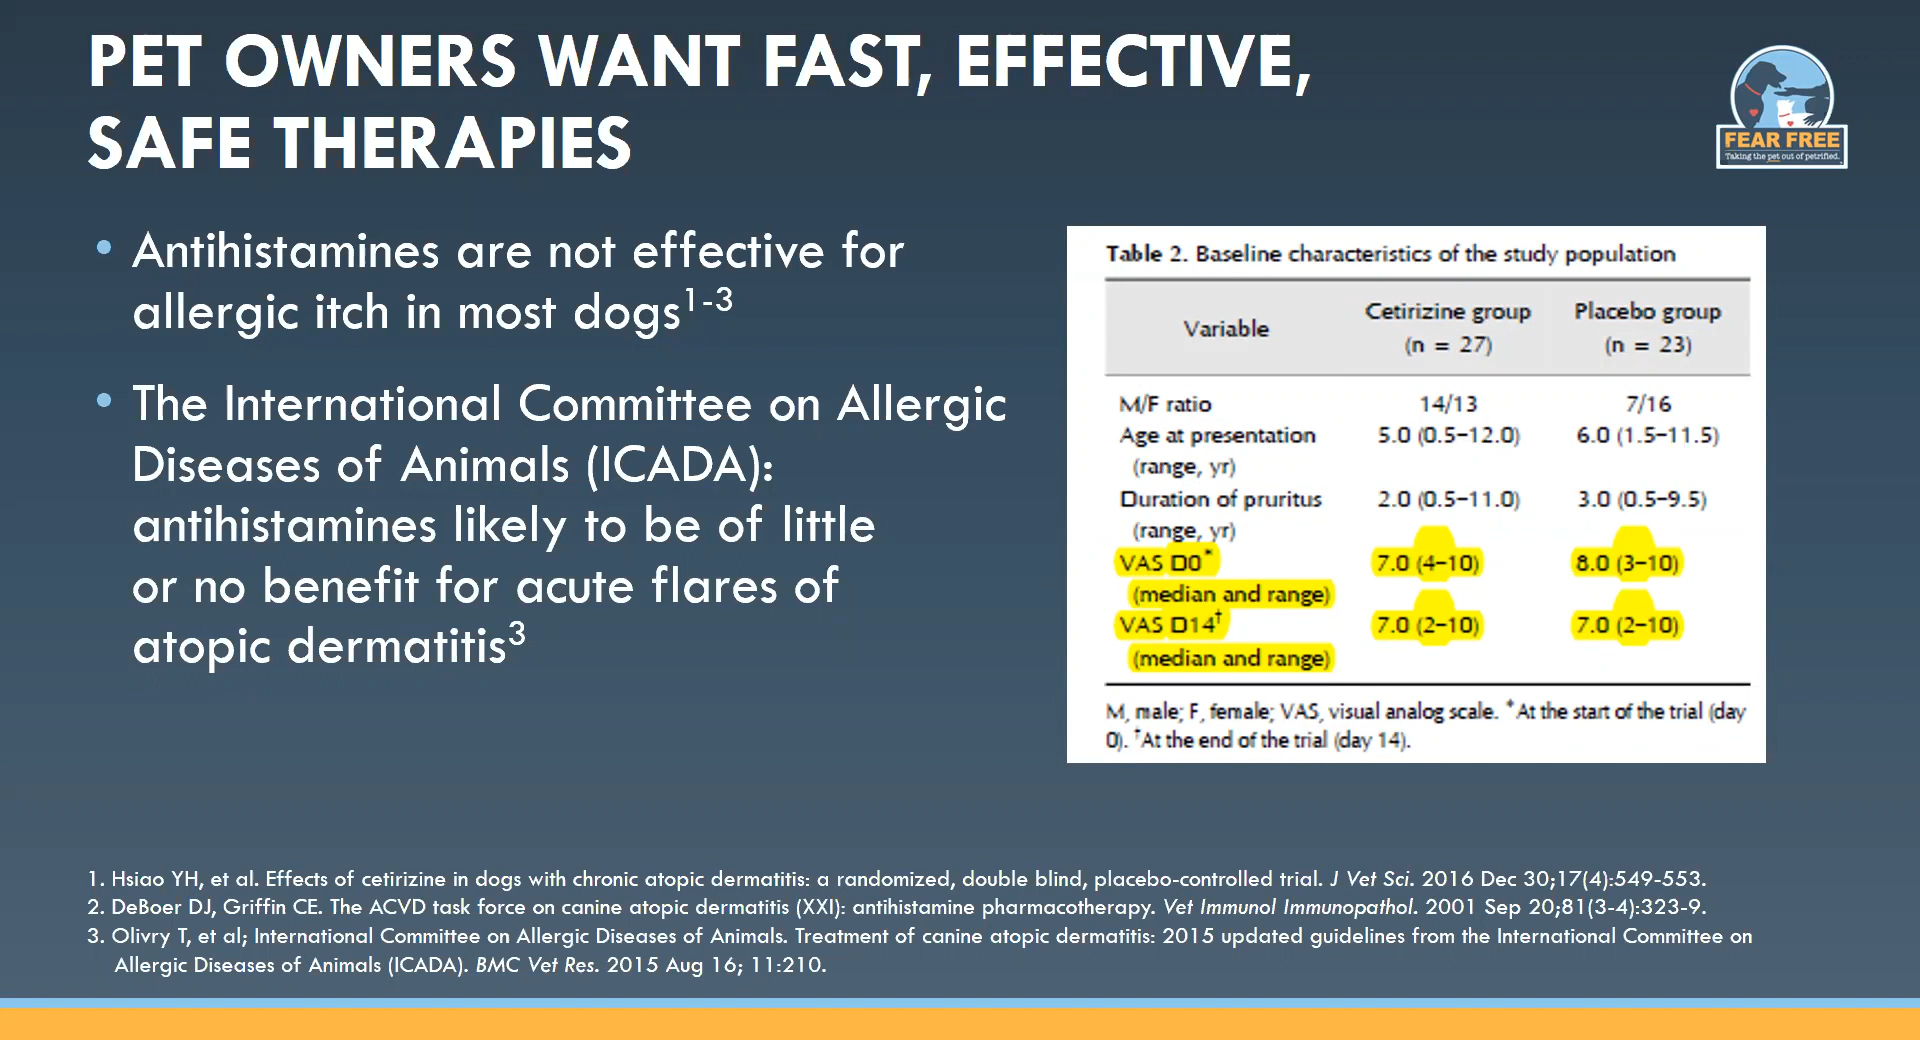 PET OWNERS WANT FAST, EFFECTIVE,
SAFE THERAPIES
FEAR FREE
Taking the pet out of petrified.
• Antihistamines are not effective for
allergic itch in most dogs1-3
• The International Committee on Allergic
Diseases of Animals (ICADA):
antihistamines likely to be of little
or no benefit for acute flares of
atopic dermatitis3
Table 2. Baseline characteristics of the study population
Variable Cetirizine group (n = 27) Placebo group (n = 23)
M/F ratio 14/13 7/16
Age at presentation 5.0 (0.5–12.0) 6.0 (1.5–11.5)
(range, yr)
Duration of pruritus 2.0 (0.5–11.0) 3.0 (0.5–9.5)
(range, yr)
VAS D0* 7.0 (4–10) 8.0 (3–10)
(median and range)
VAS D14† 7.0 (2–10) 7.0 (2–10)
(median and range)
M, male; F, female; VAS, visual analog scale. *At the start of the trial (day
0). †At the end of the trial (day 14).
1. Hsiao YH, et al. Effects of cetirizine in dogs with chronic atopic dermatitis: a randomized, double blind, placebo-controlled trial. J Vet Sci. 2016 Dec 30;17(4):549-553.
2. DeBoer DJ, Griffin CE. The ACVD task force on canine atopic dermatitis (XXI): antihistamine pharmacotherapy. Vet Immunol Immunopathol. 2001 Sep 20;81(3-4):323-9.
3. Olivry T, et al; International Committee on Allergic Diseases of Animals. Treatment of canine atopic dermatitis: 2015 updated guidelines from the International Committee on
Allergic Diseases of Animals (ICADA). BMC Vet Res. 2015 Aug 16; 11:210.